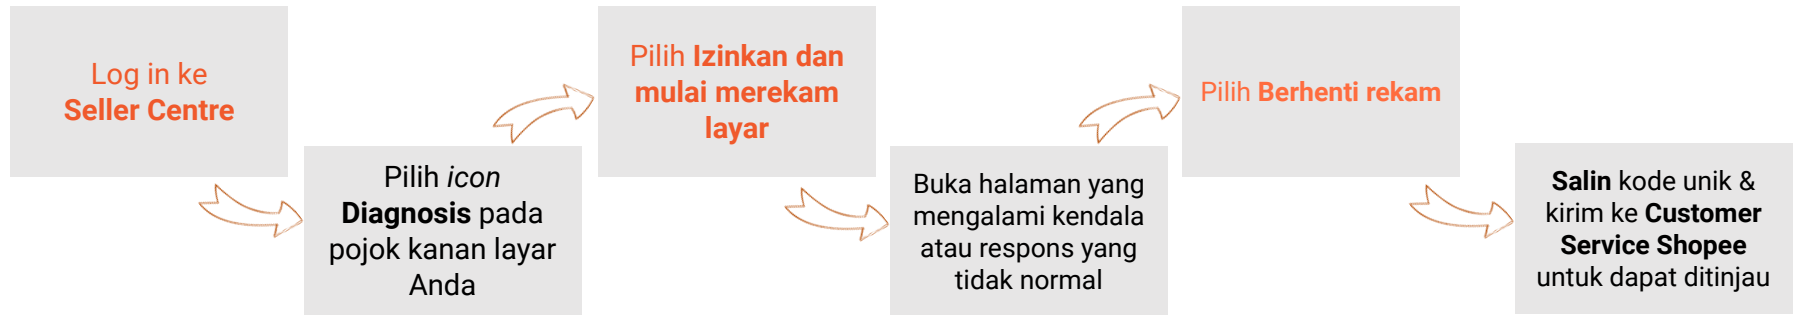 Log in ke
Seller Centre
Pilih icon
Diagnosis pada
pojok kanan layar
Anda
Pilih Izinkan dan
mulai merekam
layar
Buka halaman yang
mengalami kendala
atau respons yang
tidak normal
Pilih Berhenti rekam
Salin kode unik &
kirim ke Customer
Service Shopee
untuk dapat ditinjau